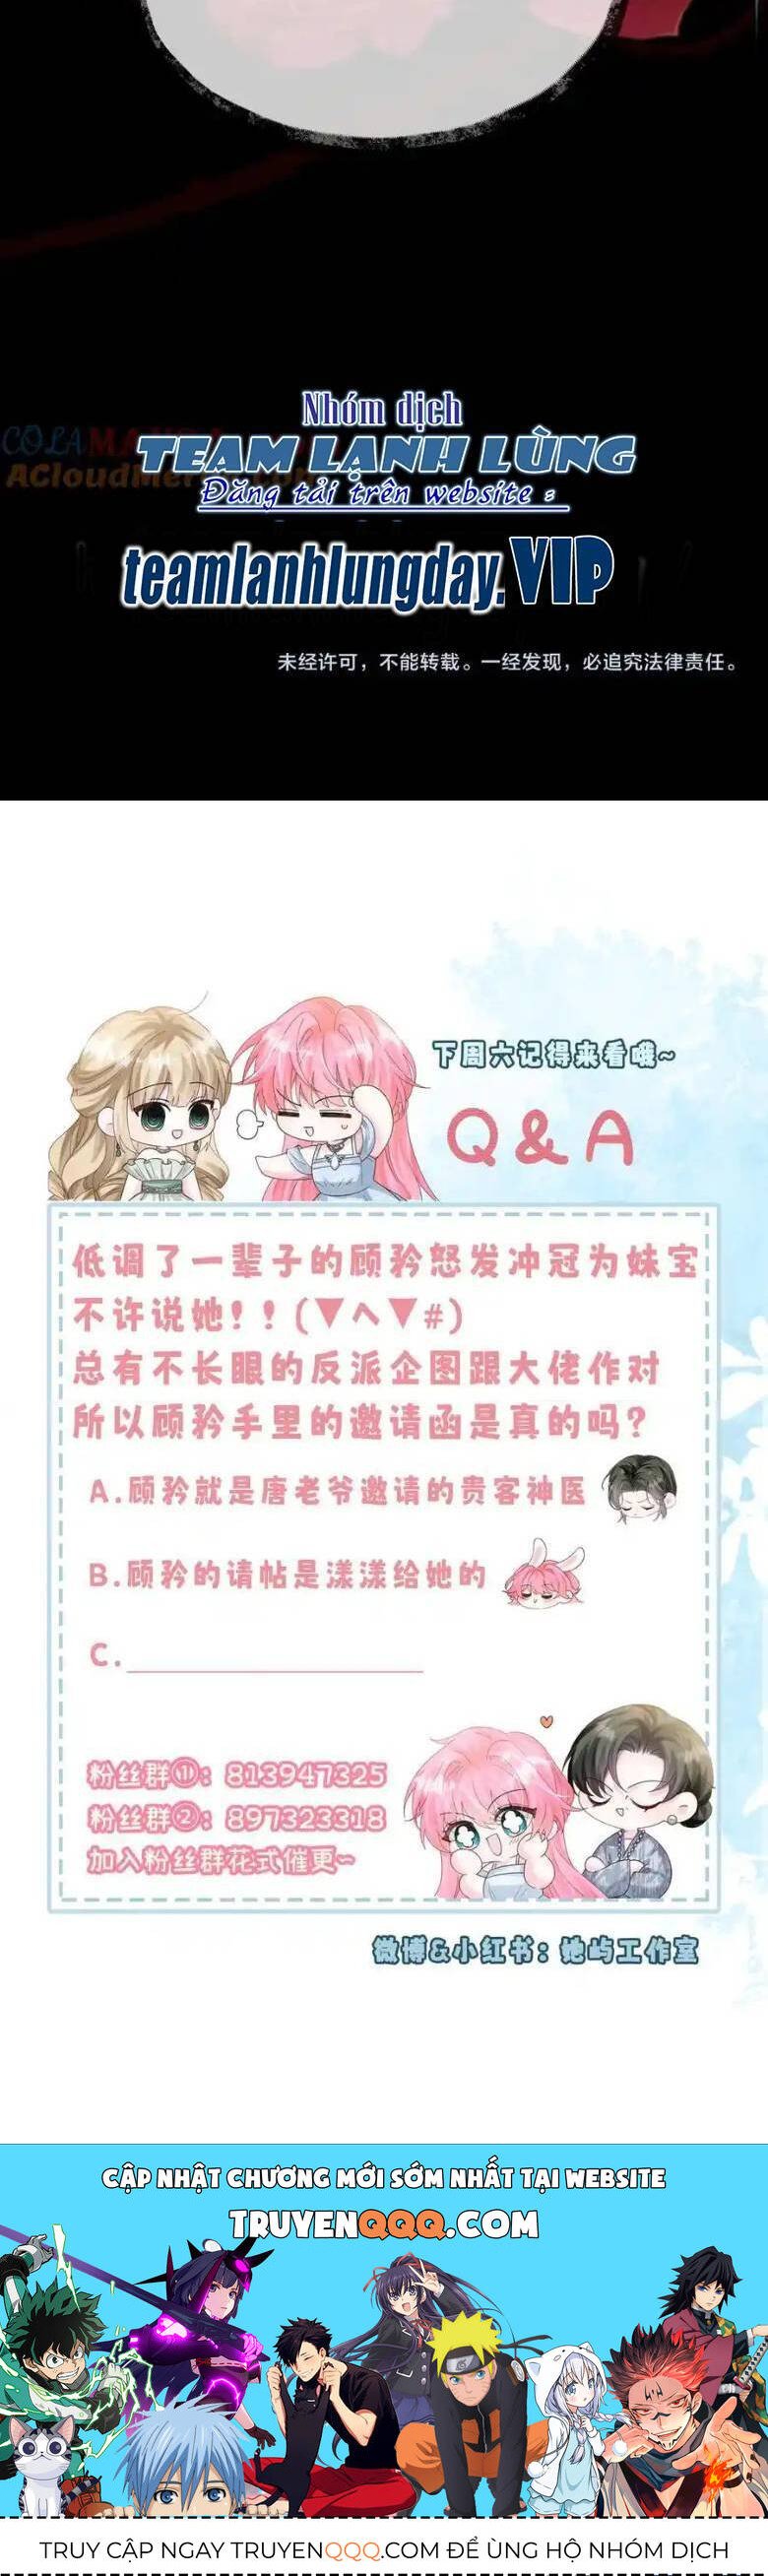 Nhóm dịch
COLAMAN
TEAM LẠNH LÙNG
ACloudMer
Đăng tải trên website :
teamlanhlungday.VIP
未经许可，不能转载。一经发现，必追究法律责任。
下周六记得来看哦~
Q&A
低调了一辈子的顾矜怒发冲冠为妹宝
不许说她！！(▼ヘ▼#)
总有不长眼的反派企图跟大佬作对
所以顾矜手里的邀请函是真的吗？
A.顾矜就是唐老爷邀请的贵客神医
B.顾矜的请帖是漾漾给她的
C.
粉丝群①：813947325
粉丝群②：897323318
加入粉丝群花式催更~
微博&小红书：她屿工作室
CẬP NHẬT CHƯƠNG MỚI SỚM NHẤT TẠI WEBSITE
TRUYENQQQ.COM
TRUY CẬP NGAY TRUYENQQQ.COM ĐỂ ỦNG HỘ NHÓM DỊCH